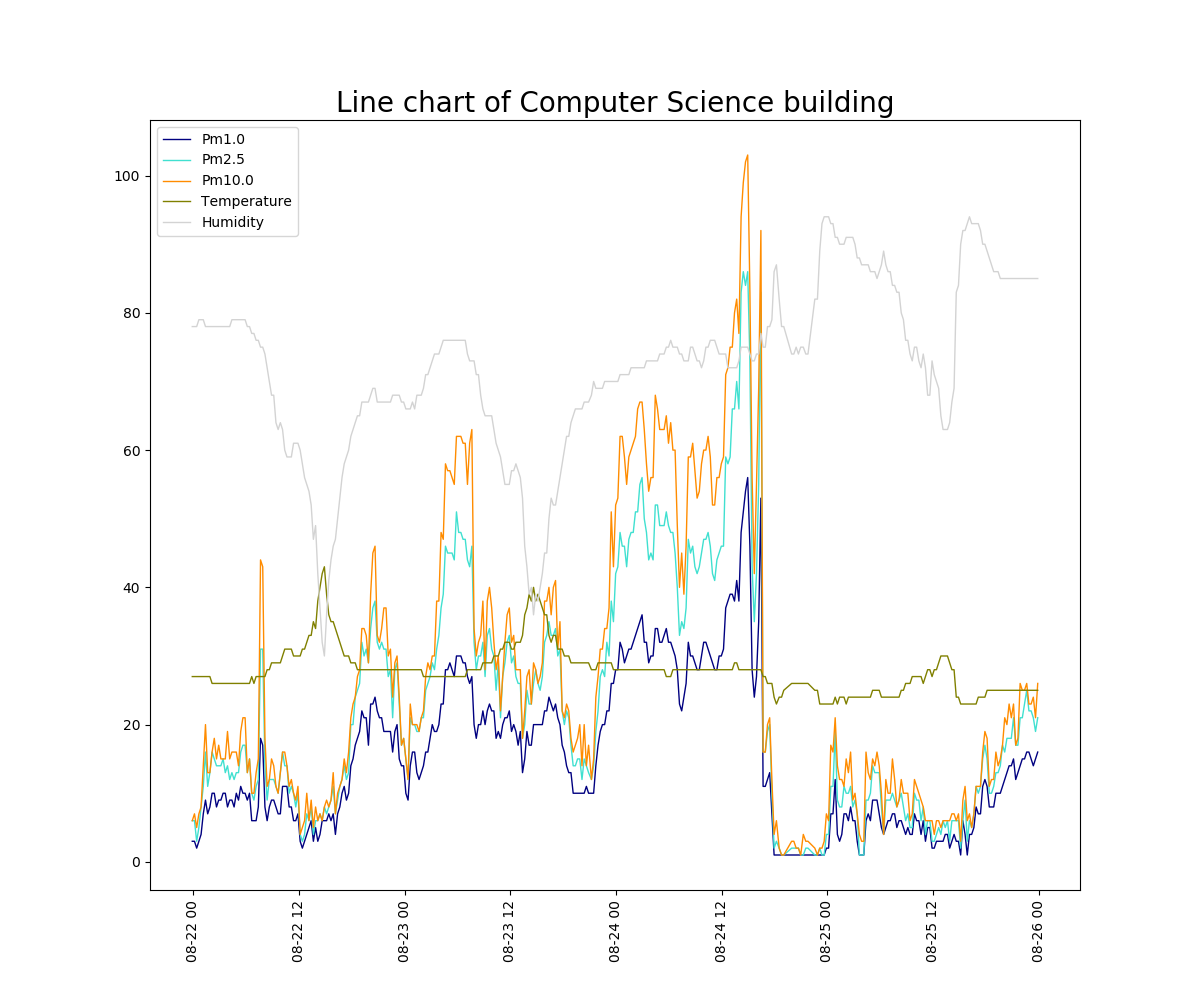 Line chart of Computer Science building
Pm1.0
Pm2.5
Pm10.0
Temperature
Humidity
100
80
60
40
20
0
08-22 00
08-22 12
08-23 00
08-23 12
08-24 00
08-24 12
08-25 00
08-25 12
08-26 00